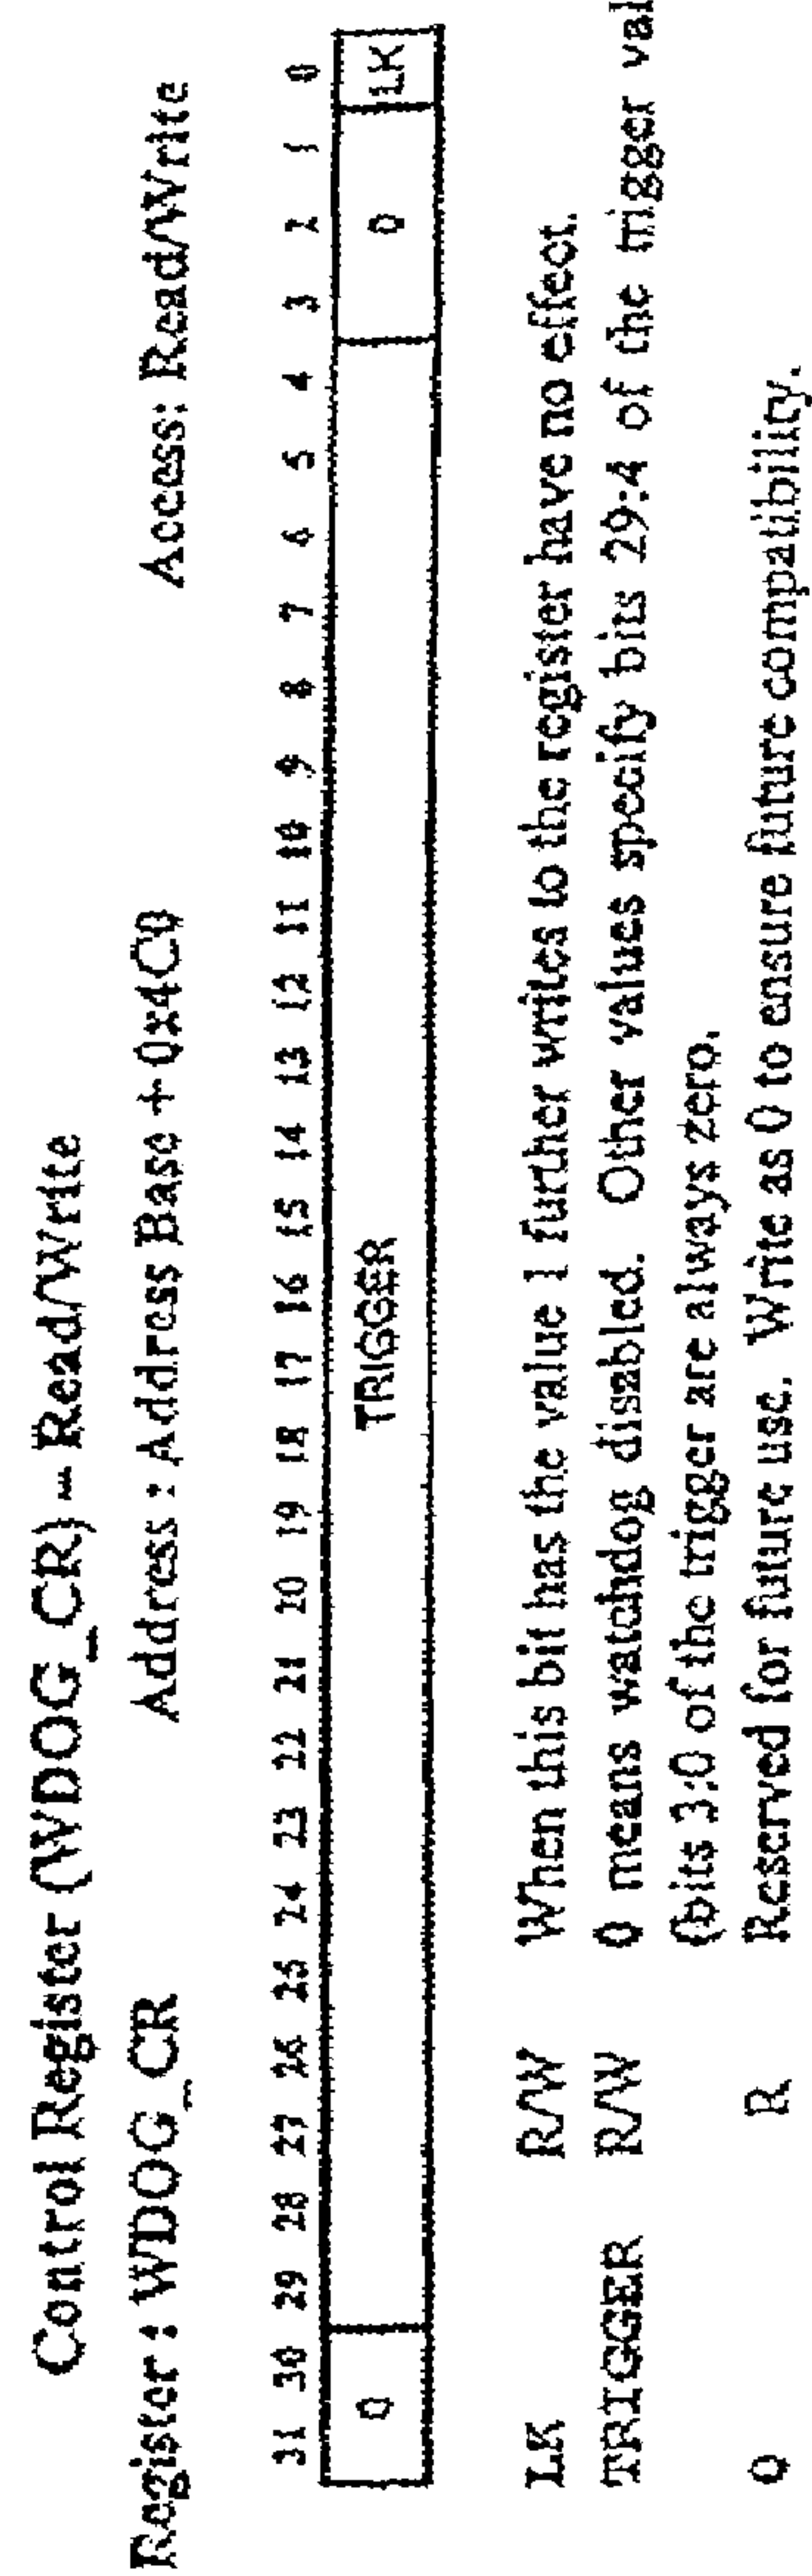 Control Register (WDOG_CR) – Read/Write
Register : WDOG_CR Address : Address Base + 0x4C0 Access: Read/Write
31 30 29 28 27 26 25 24 23 22 21 20 19 18 17 16 15 14 13 12 11 10 9 8 7 6 5 4 3 2 1 0
0 TRIGGER 0 LK
LK R/W When this bit has the value 1 further writes to the register have no effect.
TRIGGER R/W 0 means watchdog disabled. Other values specify bits 29:4 of the trigger val
(bits 3:0 of the trigger are always zero.
0 R Reserved for future use. Write as 0 to ensure future compatibility.